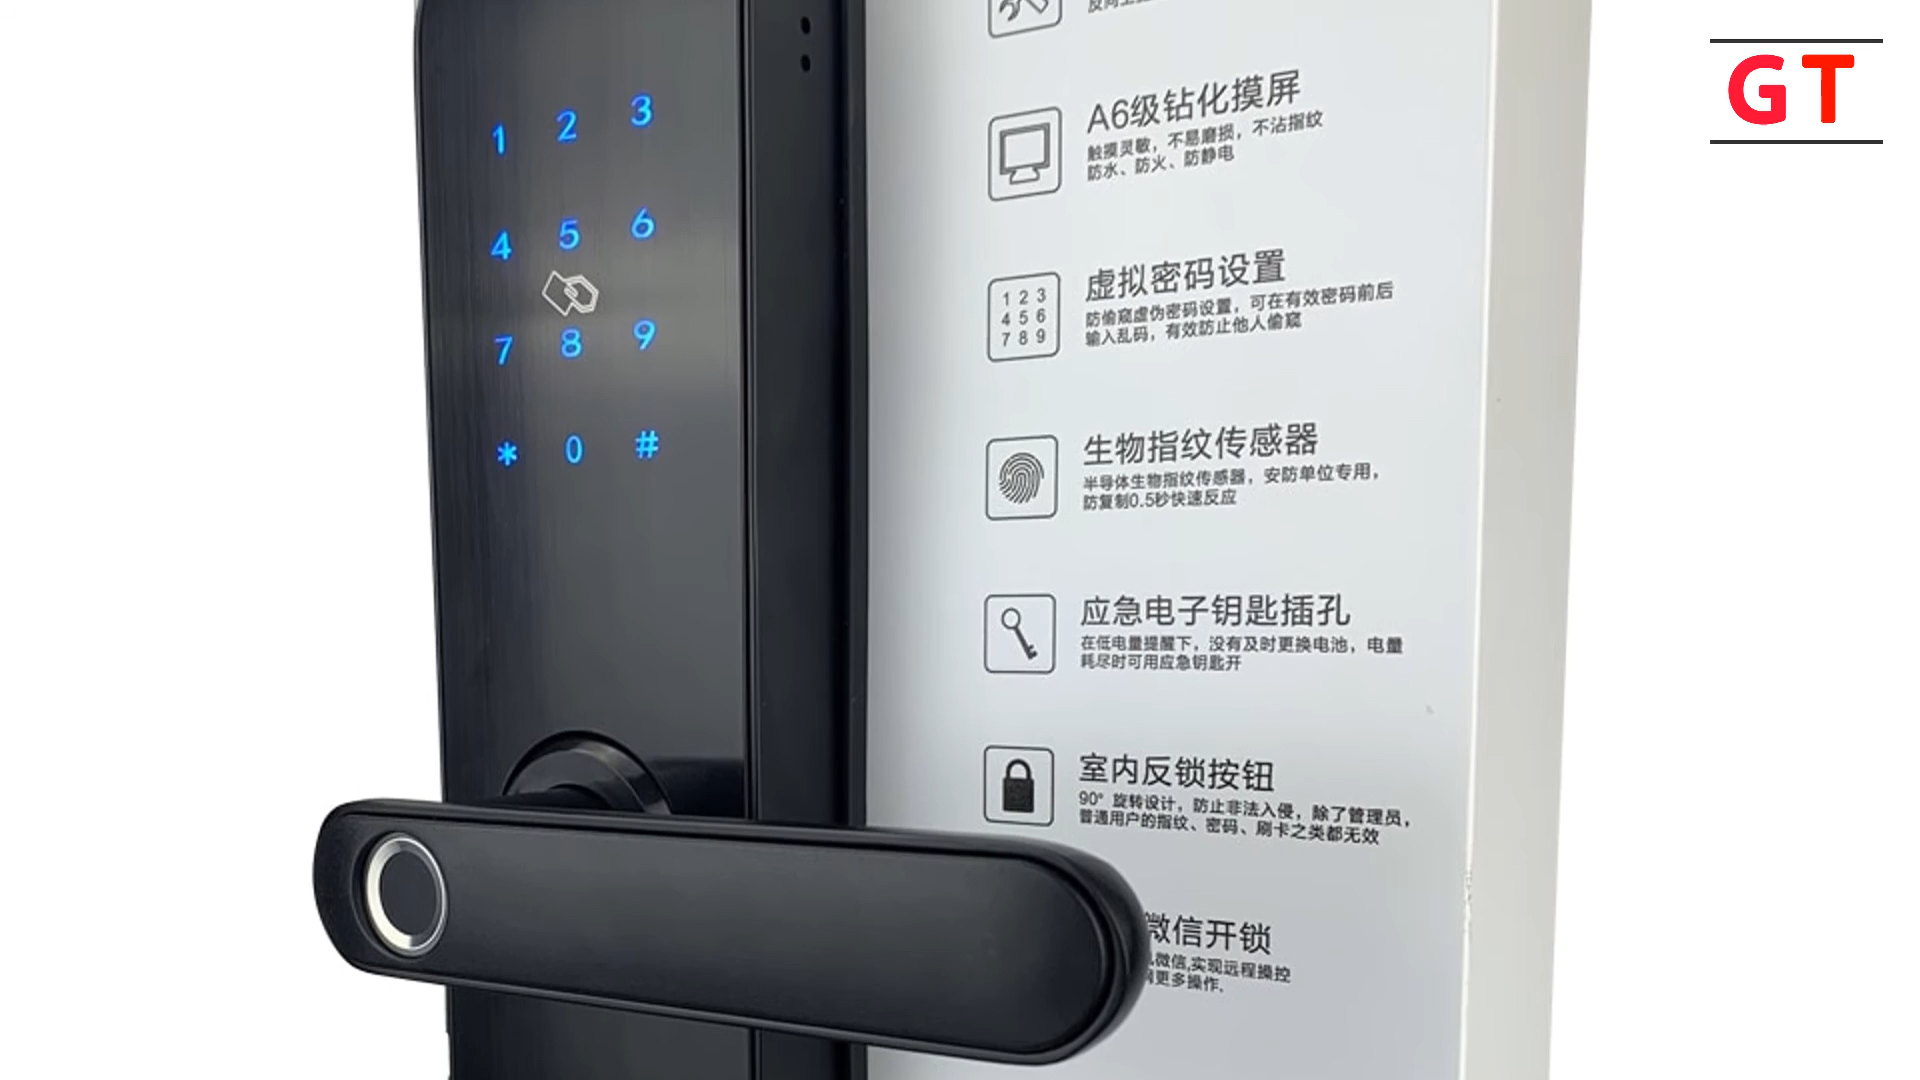 GT
1 2 3
4 5 6
7 8 9
* 0 #
A6级钻化摸屏
触摸灵敏，不易磨损，不沾指纹
防水、防火、防静电
1 2 3
4 5 6
7 8 9
虚拟密码设置
防偷窥虚伪密码设置，可在有效密码前后
输入乱码，有效防止他人偷窥
生物指纹传感器
半导体生物指纹传感器，安防单位专用，
防复制0.5秒快速反应
应急电子钥匙插孔
在低电量提醒下，没有及时更换电池，电量
耗尽时可用应急钥匙开
室内反锁按钮
90°旋转设计，防止非法入侵，除了管理员，
普通用户的指纹、密码、刷卡之类都无效
微信开锁
微信,实现远程操控
更多操作.